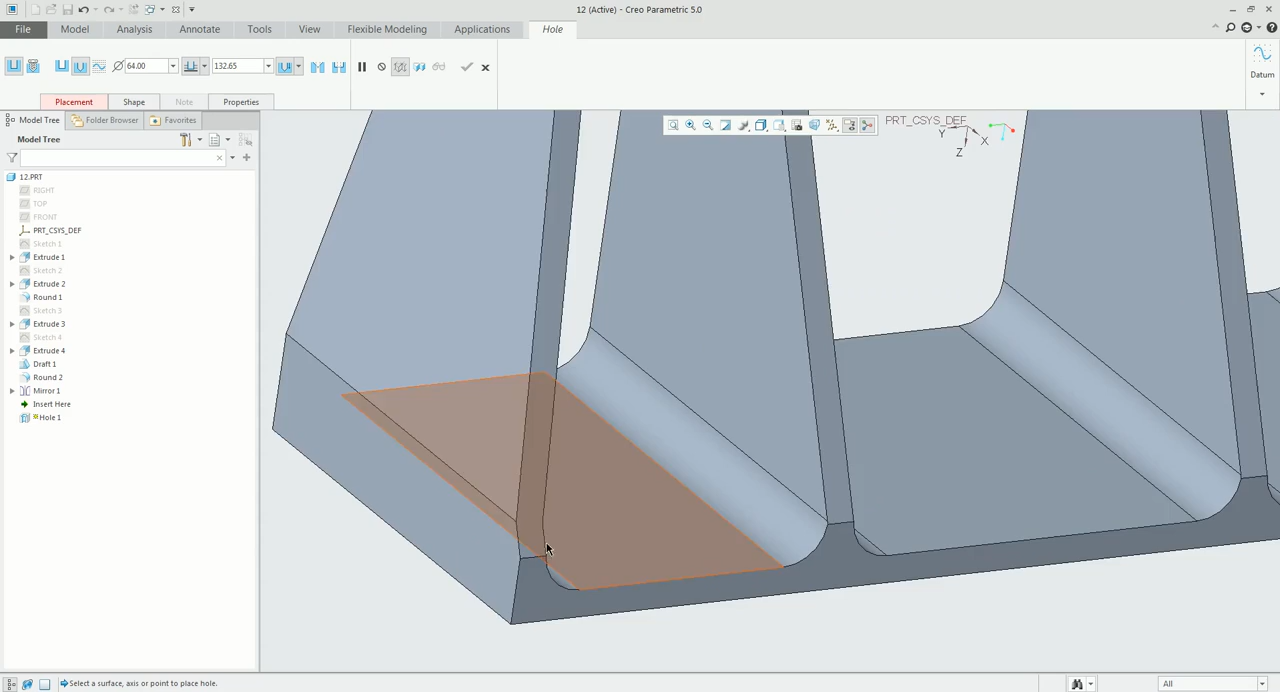 12 (Active) - Creo Parametric 5.0
File Model Analysis Annotate Tools View Flexible Modeling Applications Hole
64.00 132.65
Datum
Placement Shape Note Properties
Model Tree Folder Browser Favorites
Model Tree
12.PRT
RIGHT
TOP
FRONT
PRT_CSYS_DEF
Sketch 1
Extrude 1
Sketch 2
Extrude 2
Round 1
Sketch 3
Extrude 3
Sketch 4
Extrude 4
Draft 1
Round 2
Mirror 1
Insert Here
Hole 1
PRT_CSYS_DEF
Y
X
Z
Select a surface, axis or point to place hole.
All